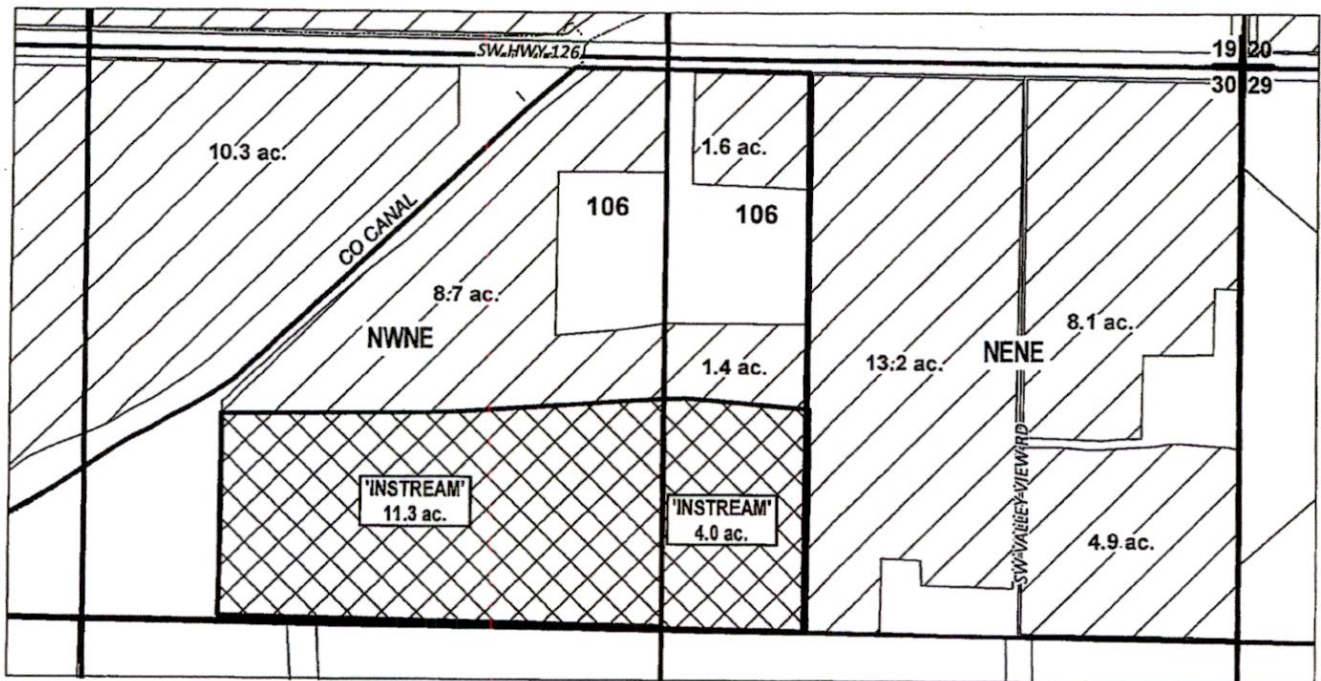 SW HWY 126
19 20
30 29
10.3 ac.
1.6 ac.
106
106
CO CANAL
8.7 ac.
NWNE
1.4 ac.
13.2 ac.
NENE
8.1 ac.
SW VALLEY VIEW RD
'INSTREAM'
11.3 ac.
'INSTREAM'
4.0 ac.
4.9 ac.